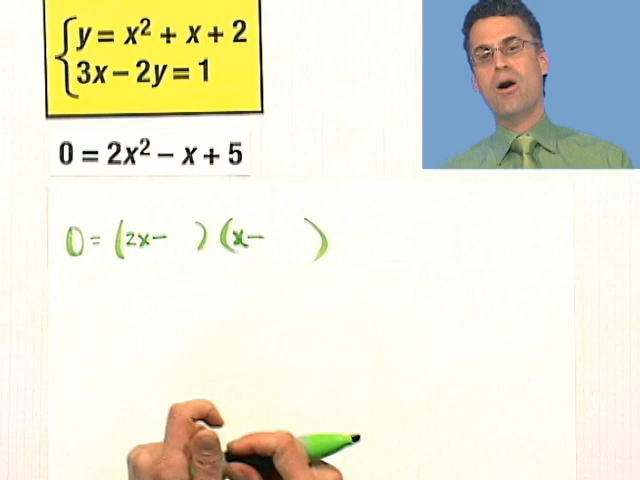 y = x² + x + 2
3x – 2y = 1
0 = 2x² – x + 5
0 = (2x –   ) (x –   )